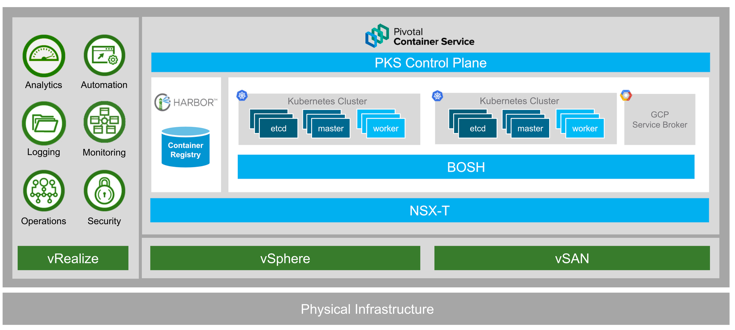 Analytics
Automation
Logging
Monitoring
Operations
Security
vRealize
Pivotal
Container Service
PKS Control Plane
HARBOR™
Container
Registry
Kubernetes Cluster
etcd
master
worker
Kubernetes Cluster
etcd
master
worker
GCP
Service Broker
BOSH
NSX-T
vSphere
vSAN
Physical Infrastructure